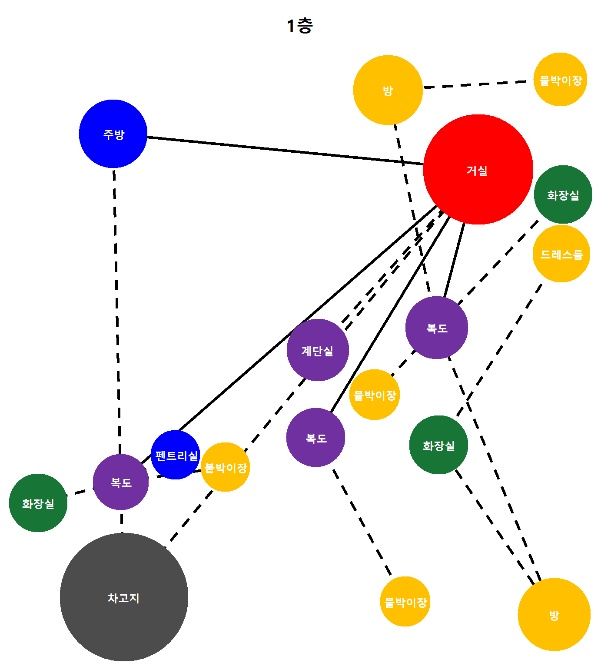 1층
방
붙박이장
주방
거실
화장실
드레스룸
복도
계단실
붙박이장
복도
화장실
펜트리실
붙박이장
복도
화장실
차고지
붙박이장
방